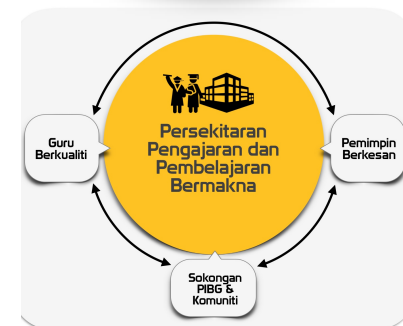 Persekitaran
Pengajaran dan
Pembelajaran
Bermakna
Guru
Berkualiti
Pemimpin
Berkesan
Sokongan
PIBG &
Komuniti